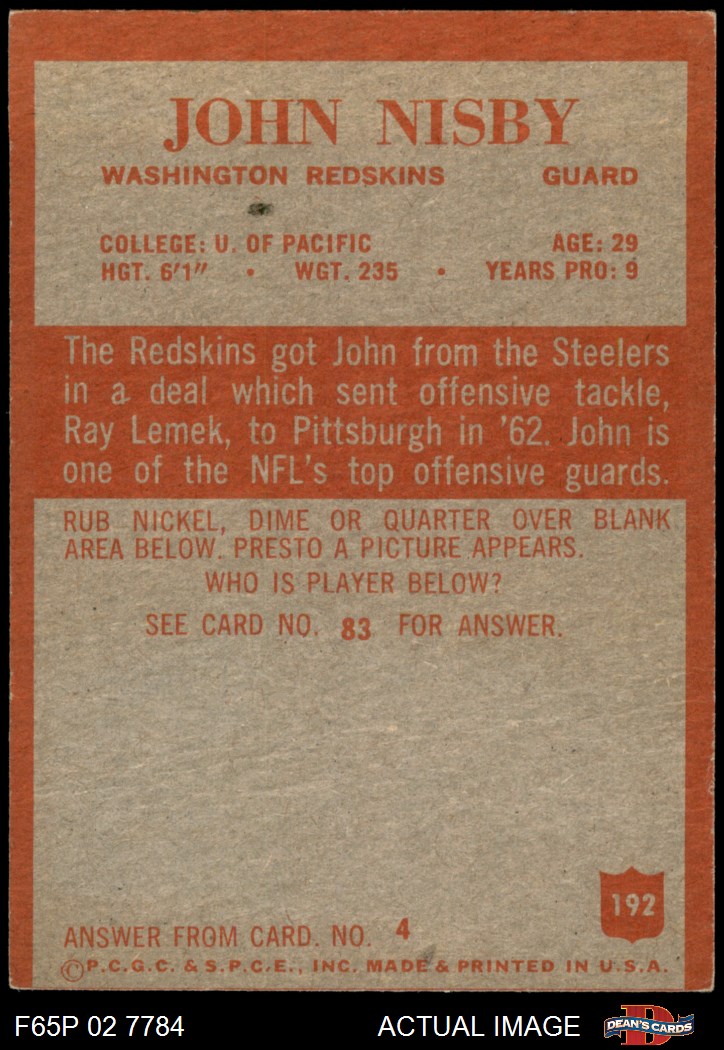 JOHN NISBY
WASHINGTON REDSKINS GUARD
COLLEGE: U. OF PACIFIC AGE: 29
HGT. 6'1" • WGT. 235 • YEARS PRO: 9
The Redskins got John from the Steelers
in a deal which sent offensive tackle,
Ray Lemek, to Pittsburgh in '62. John is
one of the NFL's top offensive guards.
RUB NICKEL, DIME OR QUARTER OVER BLANK
AREA BELOW. PRESTO A PICTURE APPEARS.
WHO IS PLAYER BELOW?
SEE CARD NO. 83 FOR ANSWER.
192
ANSWER FROM CARD. NO. 4
©P.C.G.C. & S.P.C.E., INC. MADE & PRINTED IN U.S.A.
F65P 02 7784 ACTUAL IMAGE
D
DEAN'S CARDS